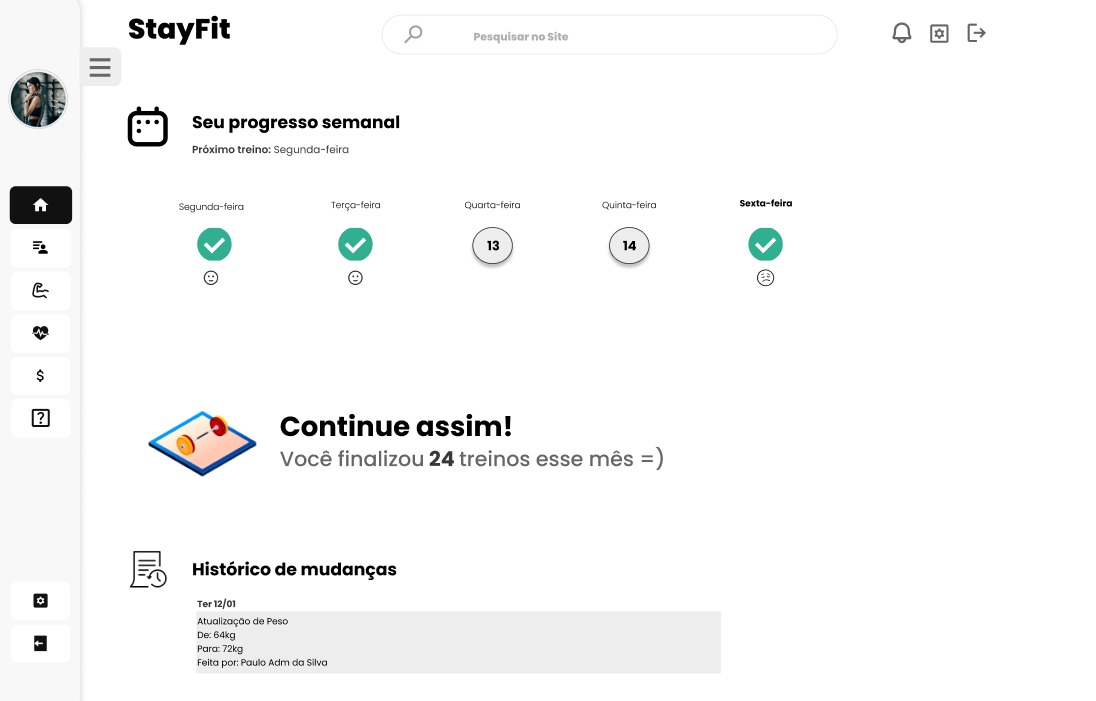 StayFit
Pesquisar no Site
Seu progresso semanal
Próximo treino: Segunda-feira
Segunda-feira
Terça-feira
Quarta-feira
Quinta-feira
Sexta-feira
13
14
$
?
Continue assim!
Você finalizou 24 treinos esse mês =)
Histórico de mudanças
Ter 12/01
Atualização de Peso
De: 64kg
Para: 72kg
Feita por: Paulo Adm da Silva